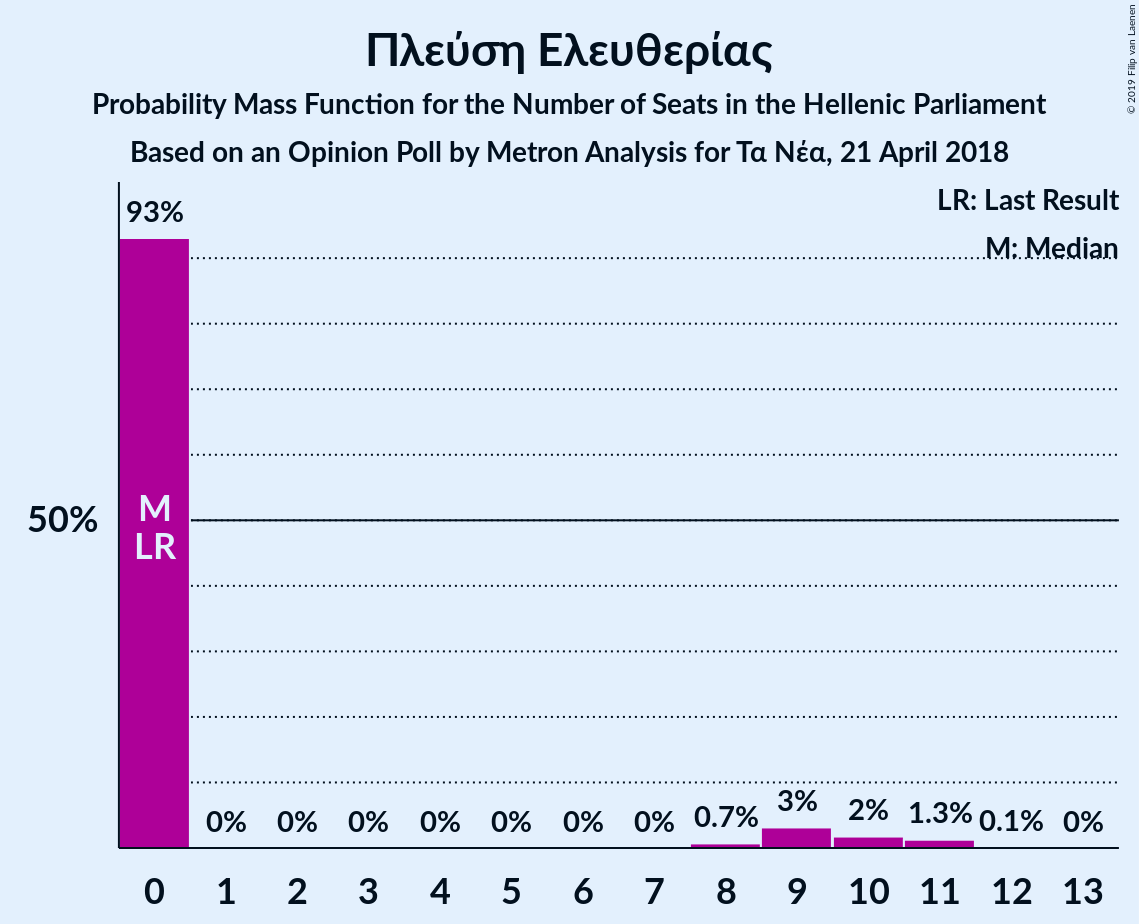 Πλεύση Ελευθερίας
Probability Mass Function for the Number of Seats in the Hellenic Parliament
Based on an Opinion Poll by Metron Analysis for Τα Νέα, 21 April 2018
© 2019 Filip van Laenen
LR: Last Result
M: Median
93%
M
LR
50%
0% 0% 0% 0% 0% 0% 0% 0.7% 3% 2% 1.3% 0.1% 0%
0 1 2 3 4 5 6 7 8 9 10 11 12 13